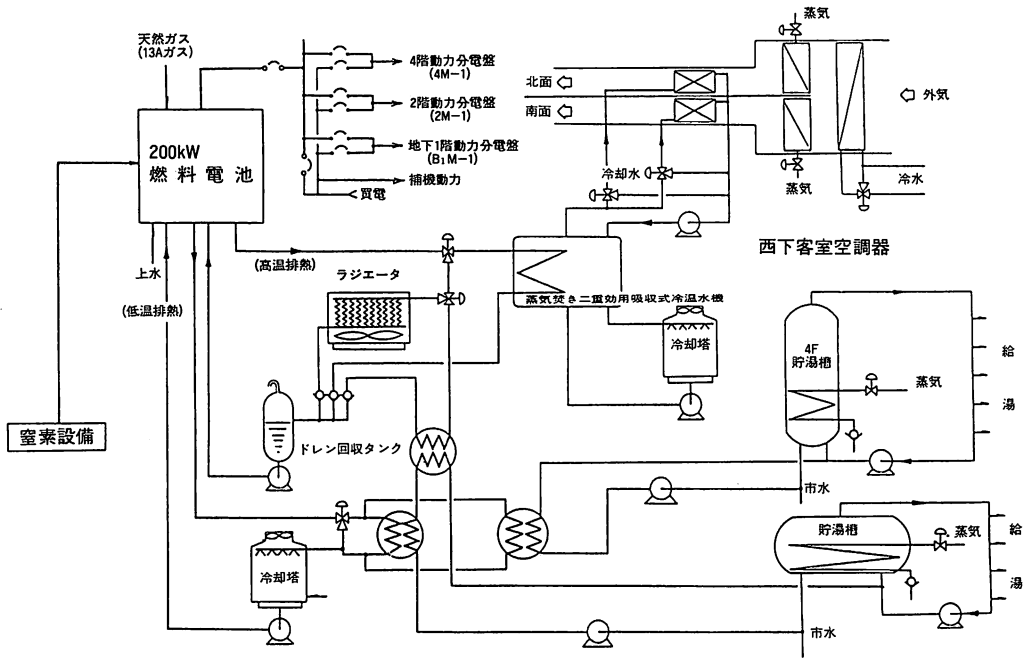 天然ガス
(13Aガス)
4階動力分電盤
(4M−1)
2階動力分電盤
(2M−1)
地下1階動力分電盤
(B₁M−1)
補機動力
買電
200kW
燃料電池
蒸気
北面
南面
外気
冷却水
蒸気
冷水
西下客室空調器
上水
(低温排熱)
(高温排熱)
ラジエータ
蒸気焚き二重効用吸収式冷温水機
冷却塔
4F
貯湯槽
蒸気
給
湯
窒素設備
ドレン回収タンク
市水
貯湯槽
蒸気
給
湯
冷却塔
市水